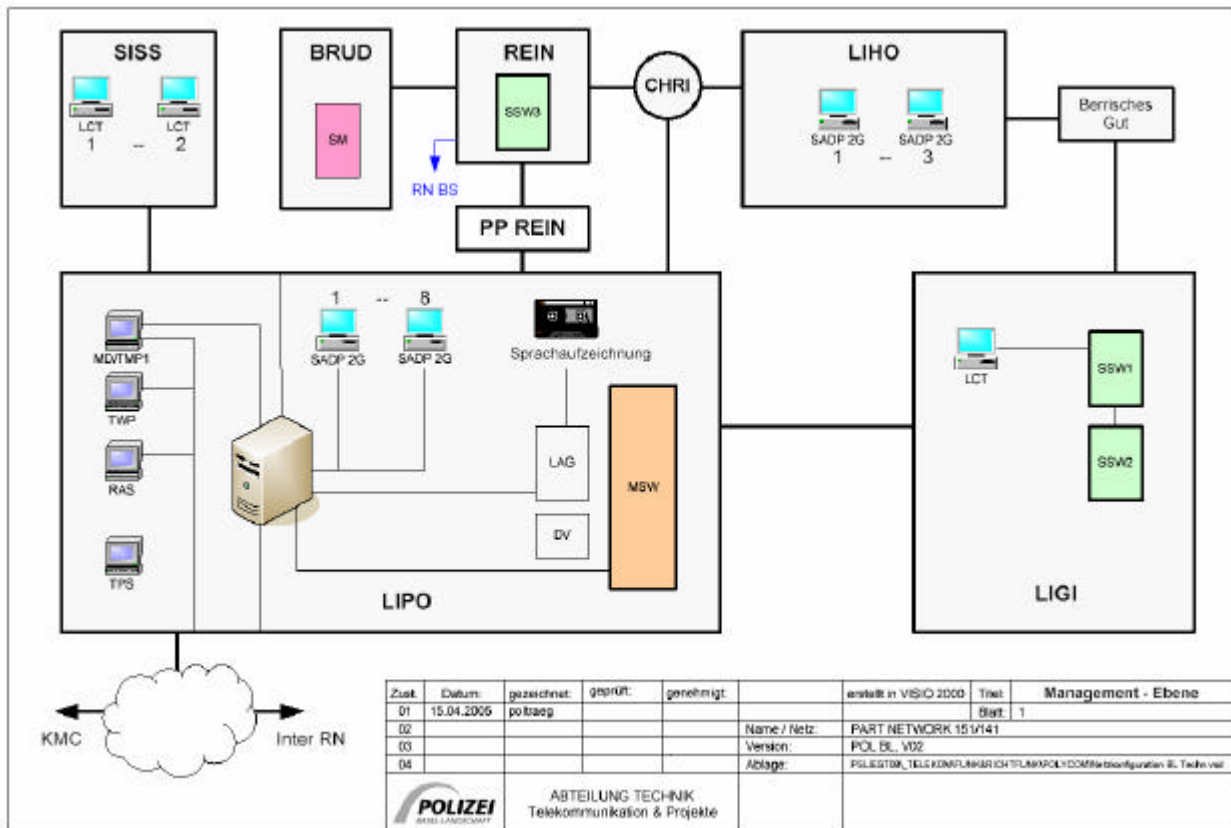 SISS
LCT
1 -- 2
LCT
BRUD
SM
REIN
SSW3
RN BS
PP REIN
CHRI
LIHO
SADP 2G
1 -- 3
SADP 2G
Berrisches
Gut
MD/TMP1
TWP
RAS
TPS
1 -- 8
SADP 2G
SADP 2G
Sprachaufzeichnung
LAG
DV
MSW
LIPO
LCT
SSW1
SSW2
LIGI
KMC
Inter RN
Zust. Datum: gezeichnet: geprüft: genehmigt: erstellt in VISIO 2000 Titel: Management - Ebene
01 15.04.2005 poltraeg Blatt: 1
02 Name / Netz: PART NETWORK 151/141
03 Version: POL BL, V02
04 Ablage:
POLIZEI
BASEL-LANDSCHAFT
ABTEILUNG TECHNIK
Telekommunikation & Projekte